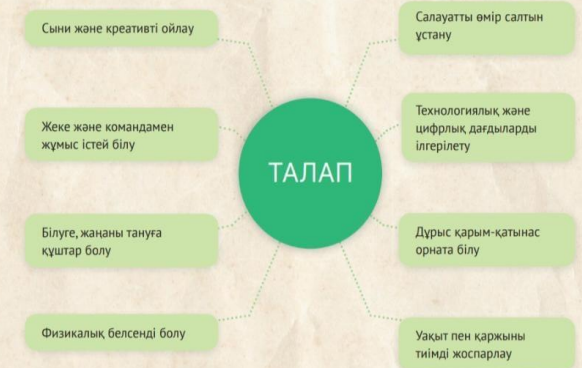 Сыни және креативті ойлау
Жеке және командамен
жұмыс істей білу
Білуге, жаңаны тануға
құштар болу
Физикалық белсенді болу
ТАЛАП
Салауатты өмір салтын
ұстану
Технологиялық және
цифрлық дағдыларды
ілгерілету
Дұрыс қарым-қатынас
орната білу
Уақыт пен қаржыны
тиімді жоспарлау